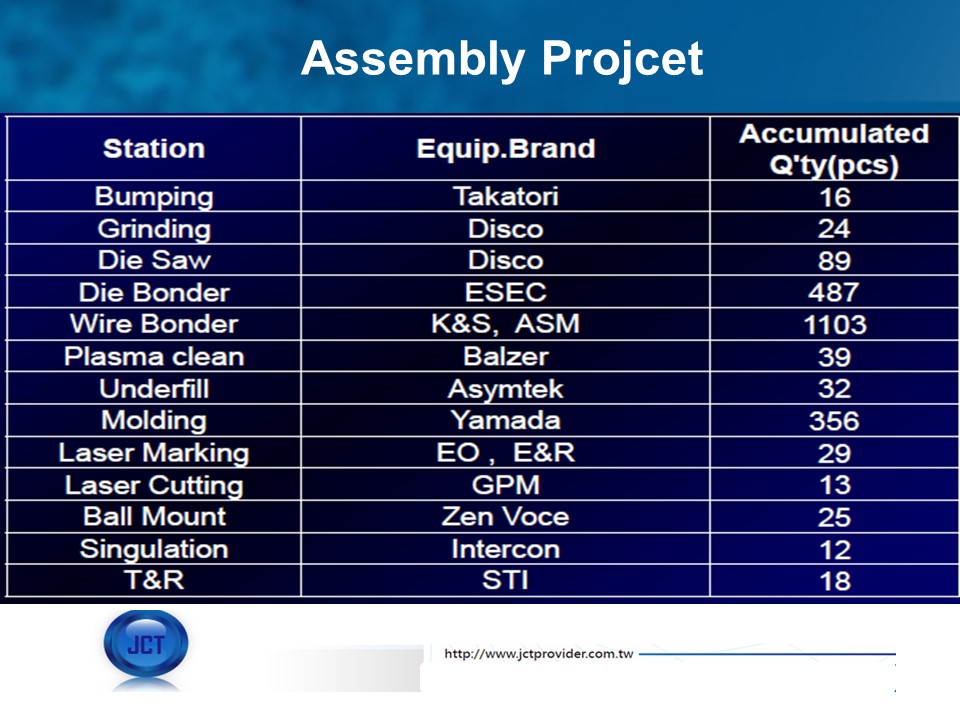 Assembly Projcet
Station Equip.Brand Accumulated
Q'ty(pcs)
Bumping Takatori 16
Grinding Disco 24
Die Saw Disco 89
Die Bonder ESEC 487
Wire Bonder K&S, ASM 1103
Plasma clean Balzer 39
Underfill Asymtek 32
Molding Yamada 356
Laser Marking EO , E&R 29
Laser Cutting GPM 13
Ball Mount Zen Voce 25
Singulation Intercon 12
T&R STI 18
JCT
http://www.jctprovider.com.tw